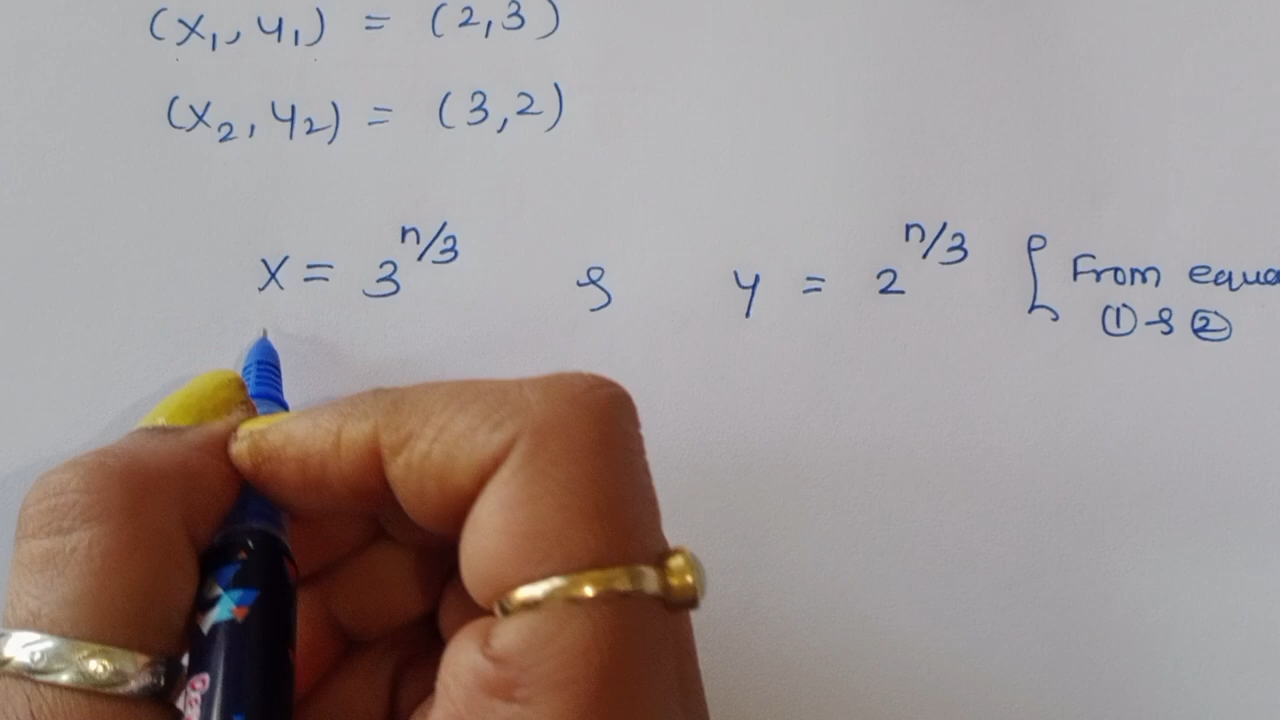 (x₁, y₁) = (2,3)
(x₂, y₂) = (3,2)
x = 3^(n/3) & y = 2^(n/3) { From equa
① & ②